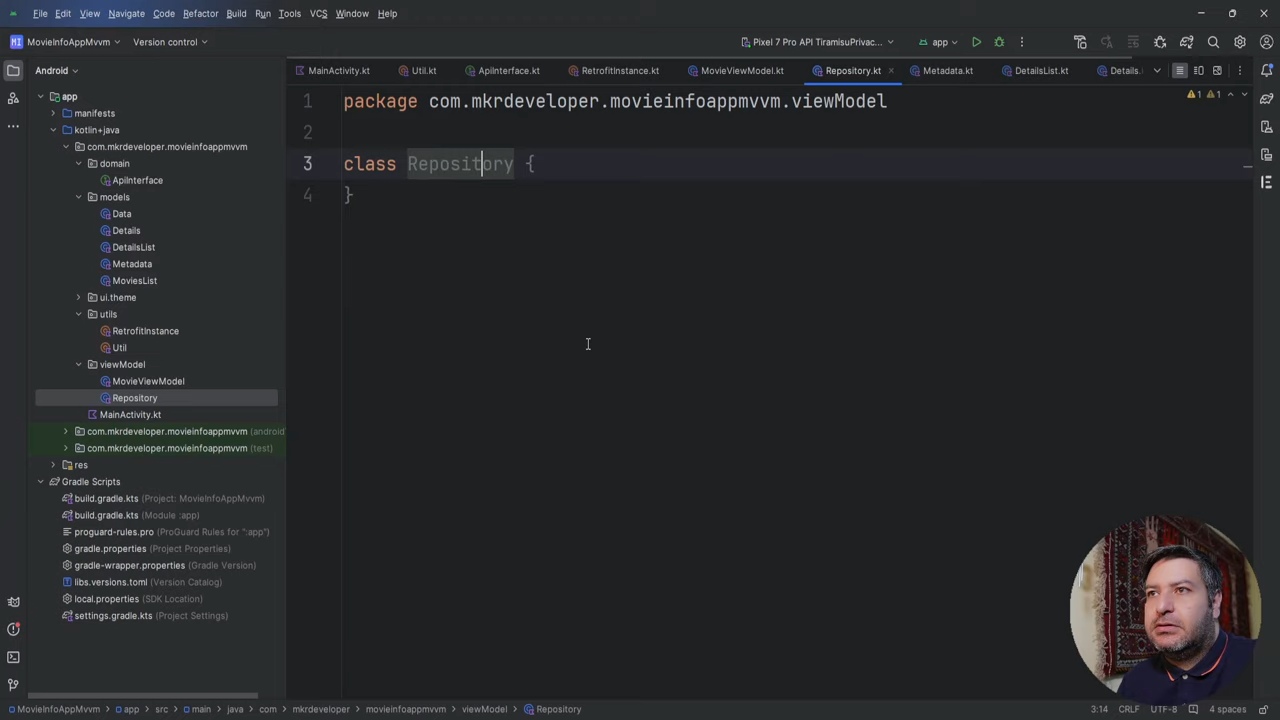 File Edit View Navigate Code Refactor Build Run Tools VCS Window Help
MI MovieInfoAppMvvm Version control Pixel 7 Pro API TiramisuPrivac... app
Android MainActivity.kt Util.kt ApiInterface.kt RetrofitInstance.kt MovieViewModel.kt Repository.kt Metadata.kt DetailsList.kt Details.
app
manifests
kotlin+java
com.mkrdeveloper.movieinfoappmvvm
domain
ApiInterface
models
Data
Details
DetailsList
Metadata
MoviesList
ui.theme
utils
RetrofitInstance
Util
viewModel
MovieViewModel
Repository
MainActivity.kt
com.mkrdeveloper.movieinfoappmvvm (android
com.mkrdeveloper.movieinfoappmvvm (test)
res
Gradle Scripts
build.gradle.kts (Project: MovieInfoAppMvvm)
build.gradle.kts (Module :app)
proguard-rules.pro (ProGuard Rules for ":app")
gradle.properties (Project Properties)
gradle-wrapper.properties (Gradle Version)
libs.versions.toml (Version Catalog)
local.properties (SDK Location)
settings.gradle.kts (Project Settings)
1 package com.mkrdeveloper.movieinfoappmvvm.viewModel
2
3 class Repository {
4 }
1 1
MovieInfoAppMvvm app src main java com mkrdeveloper movieinfoappmvvm viewModel Repository 3:14 CRLF UTF-8 4 spaces